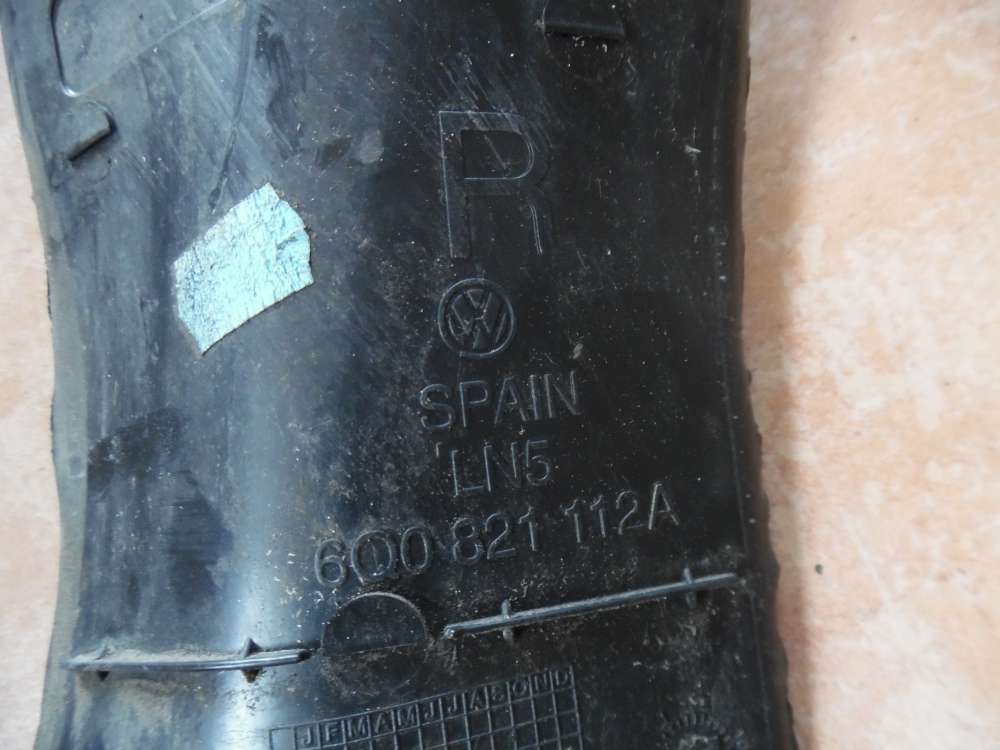 R
VW
SPAIN
LN5
6Q0 821 112A
JFMAMJJASOND